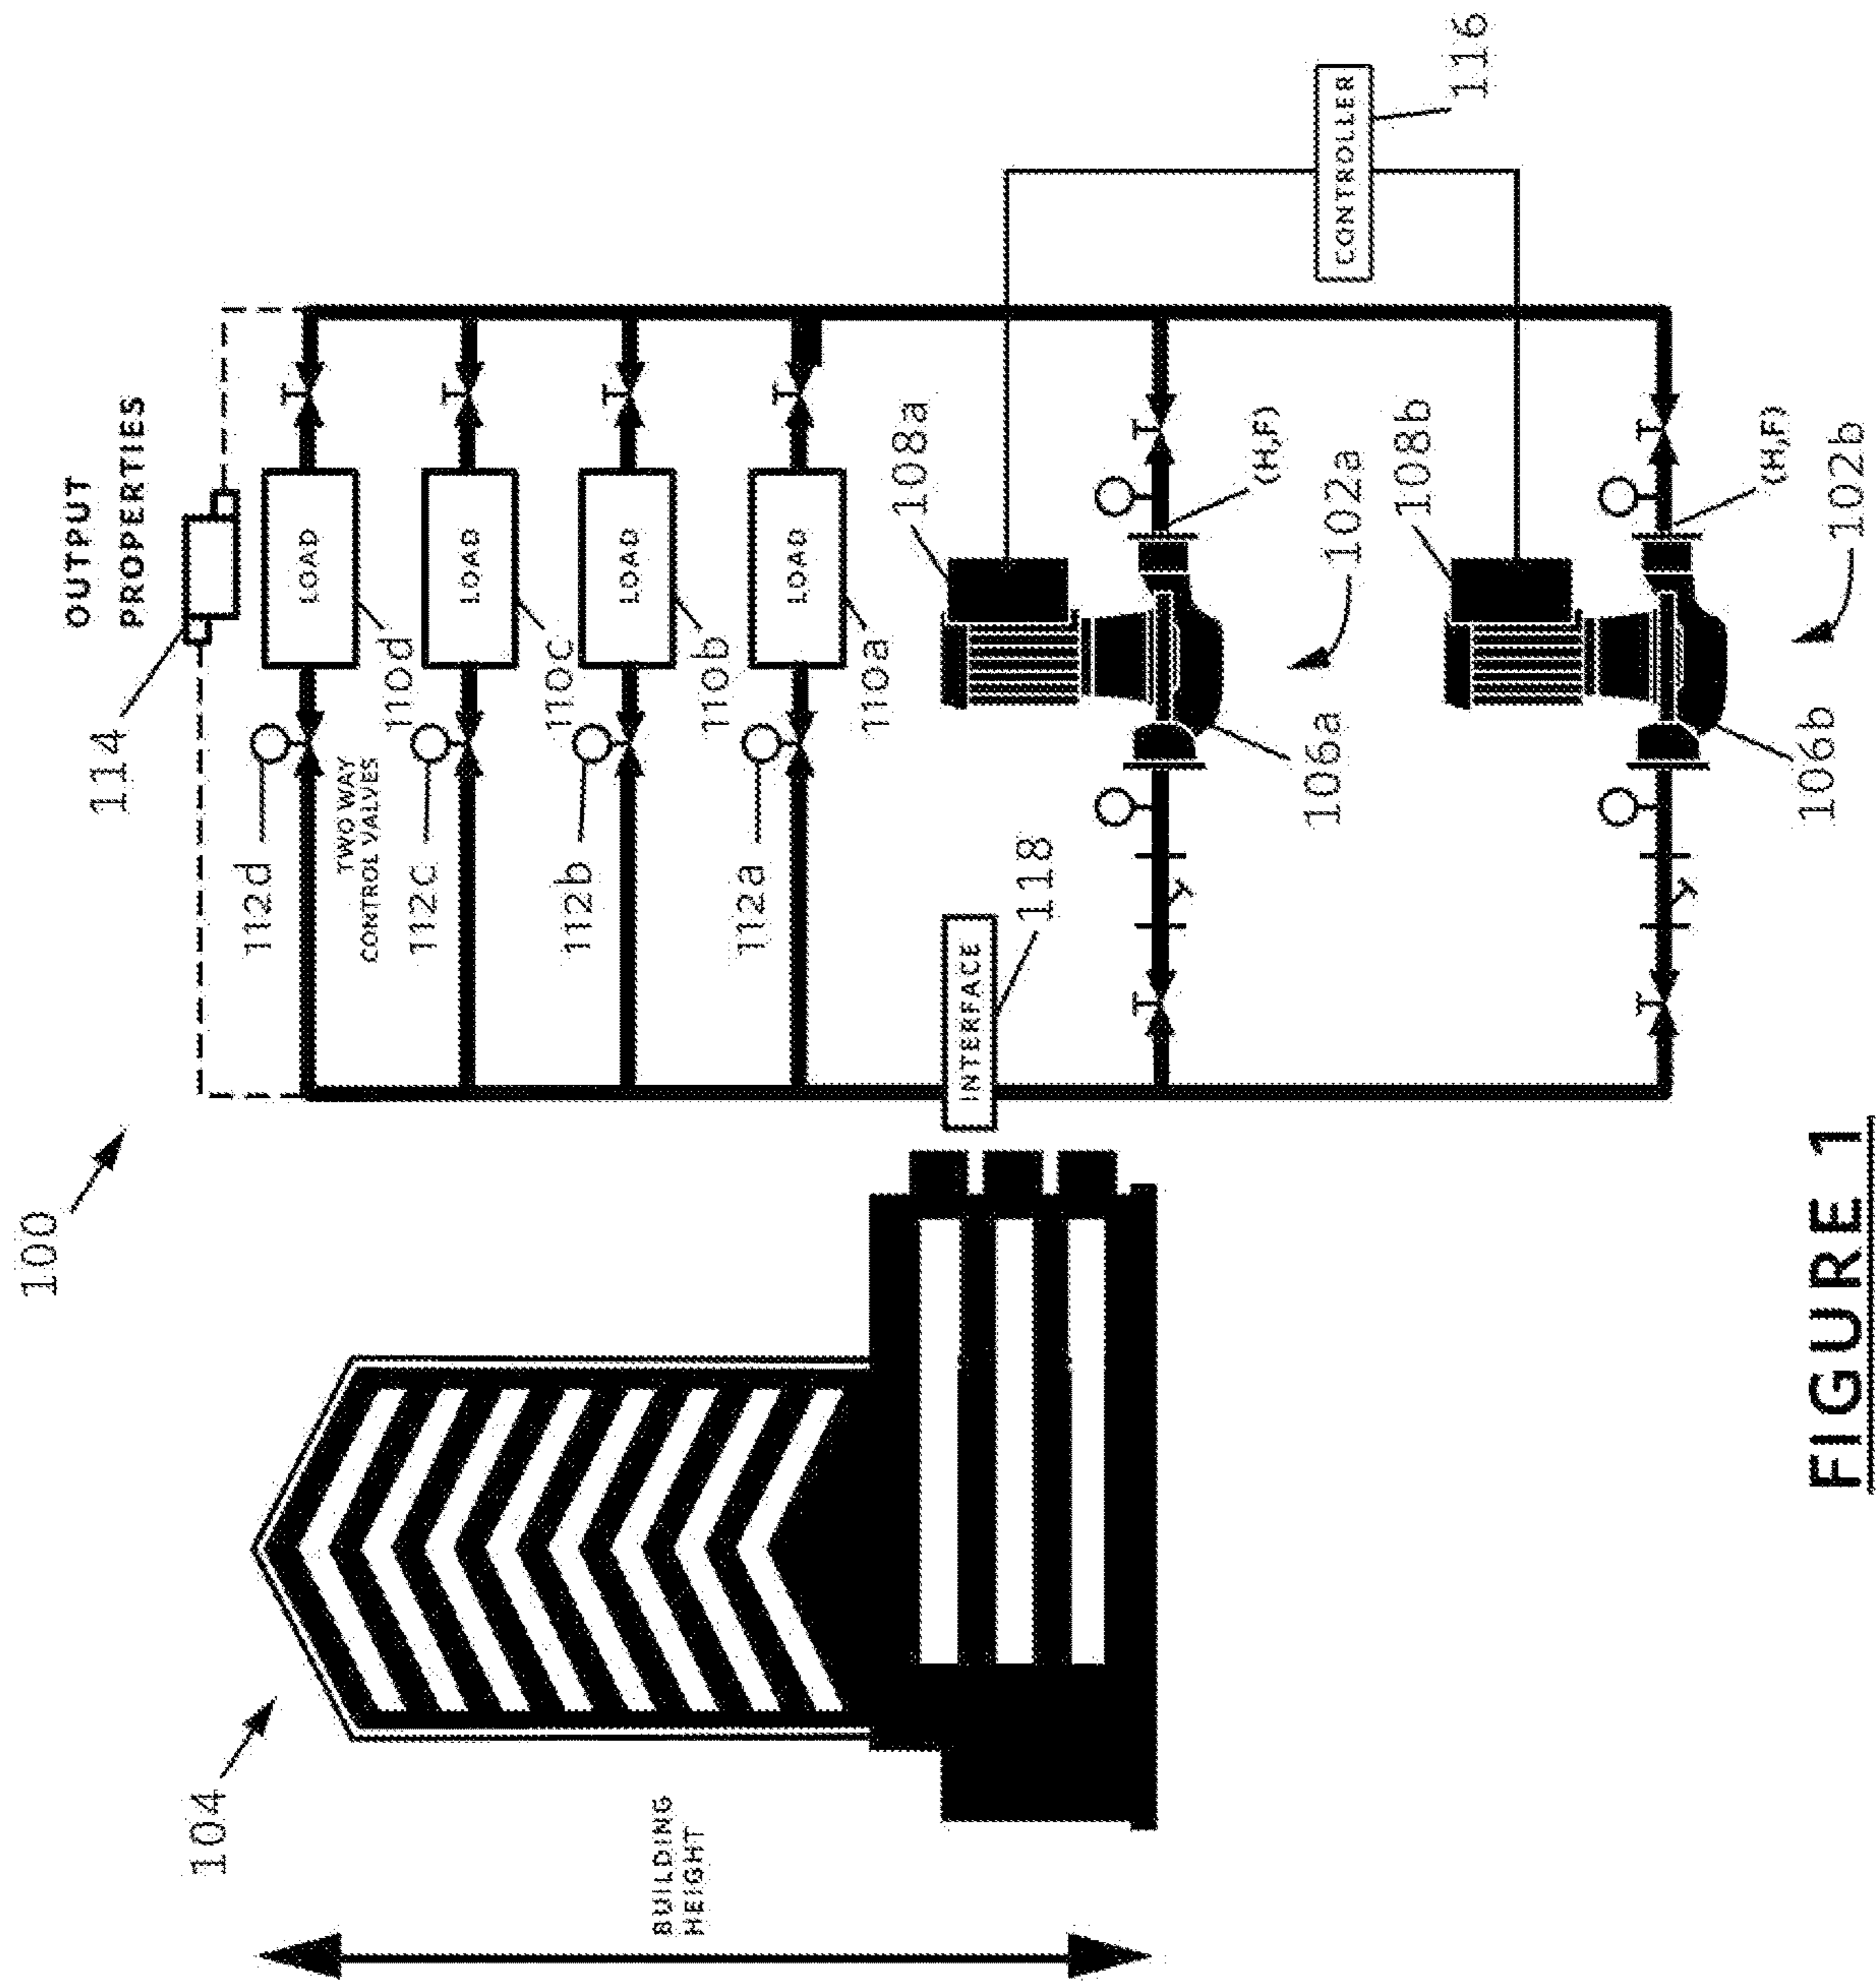 100
104
BUILDING
HEIGHT
114
OUTPUT
PROPERTIES
112d
TWO WAY
CONTROL VALVES
112c
112b
112a
LOAD
110d
LOAD
110c
LOAD
110b
LOAD
110a
INTERFACE
118
108a
(H,F)
102a
106a
108b
(H,F)
102b
106b
CONTROLLER
116
T
T
T
T
T
T
T
T
FIGURE 1